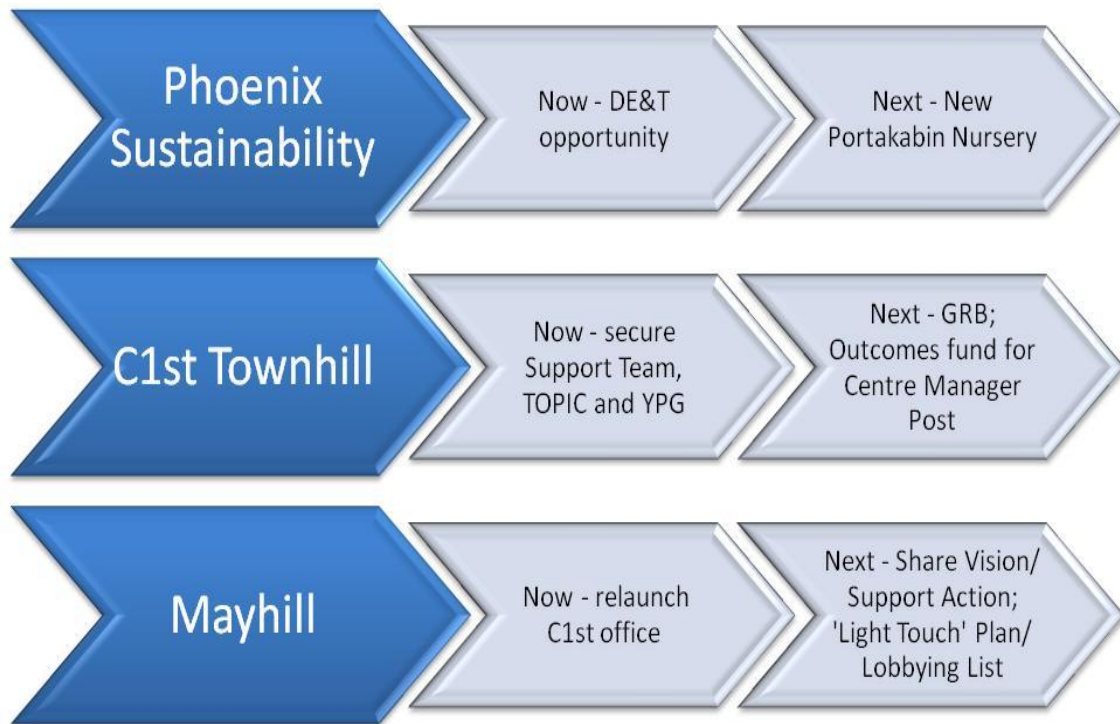 Phoenix
Sustainability
Now - DE&T
opportunity
Next - New
Portakabin Nursery
C1st Townhill
Now - secure
Support Team,
TOPIC and YPG
Next - GRB;
Outcomes fund for
Centre Manager
Post
Mayhill
Now - relaunch
C1st office
Next - Share Vision/
Support Action;
'Light Touch' Plan/
Lobbying List